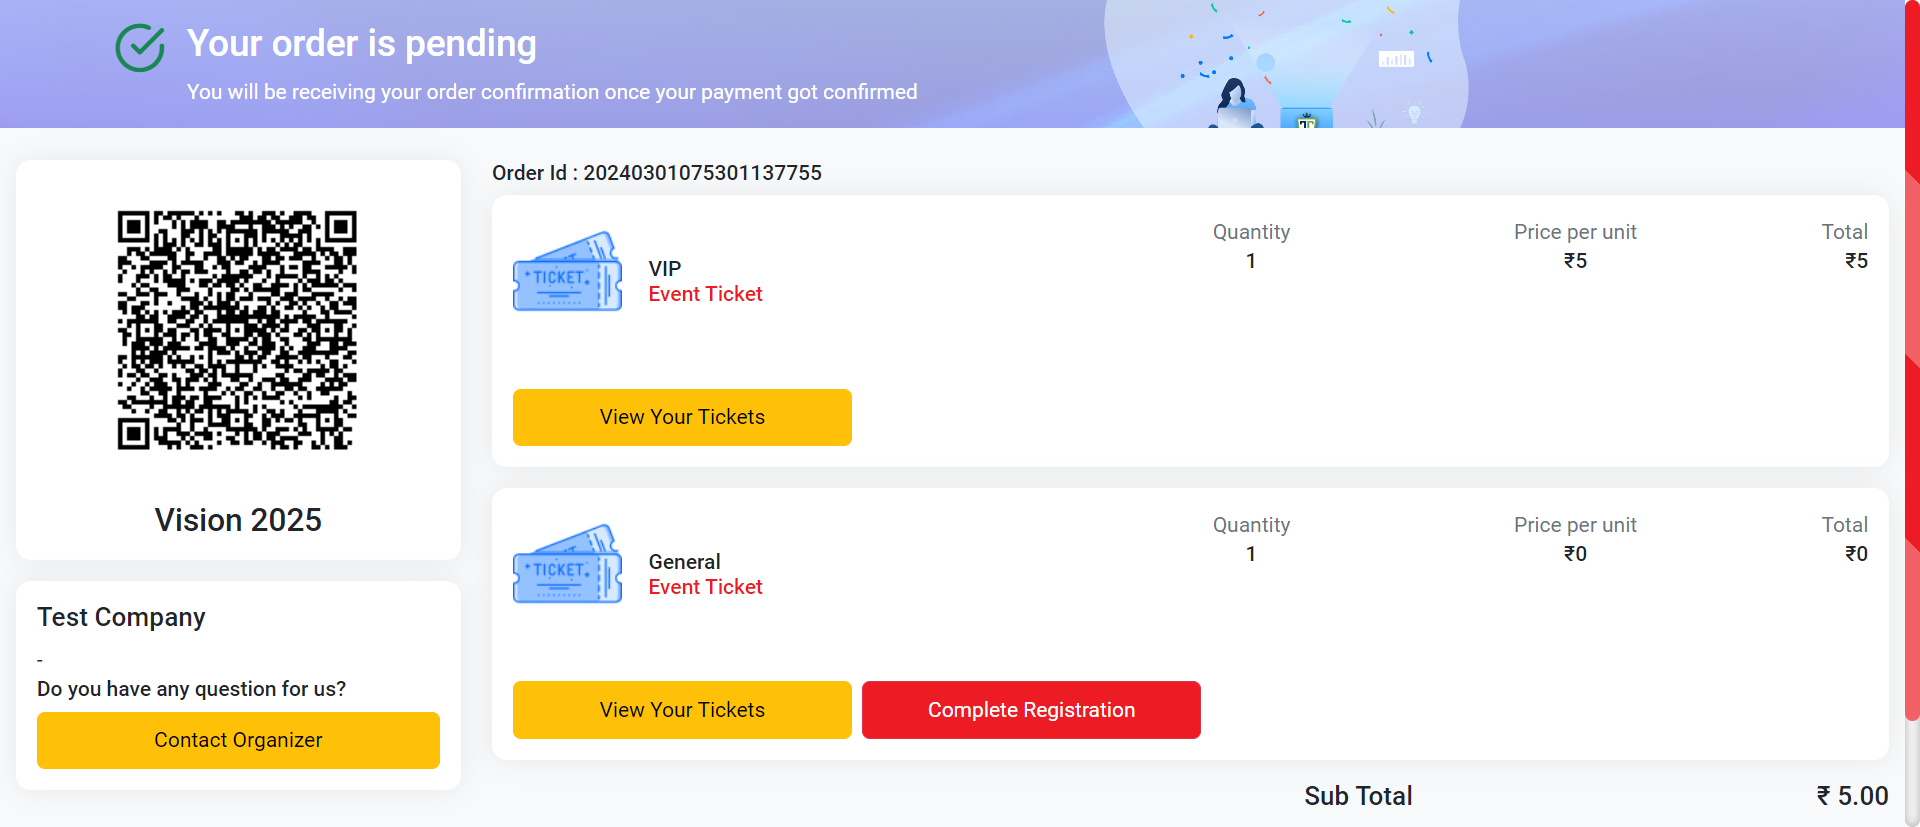 Your order is pending
You will be receiving your order confirmation once your payment got confirmed
Vision 2025
Test Company
-
Do you have any question for us?
Contact Organizer
Order Id : 20240301075301137755
TICKET
VIP
Event Ticket
Quantity
1
Price per unit
₹5
Total
₹5
View Your Tickets
TICKET
General
Event Ticket
Quantity
1
Price per unit
₹0
Total
₹0
View Your Tickets
Complete Registration
Sub Total
₹ 5.00